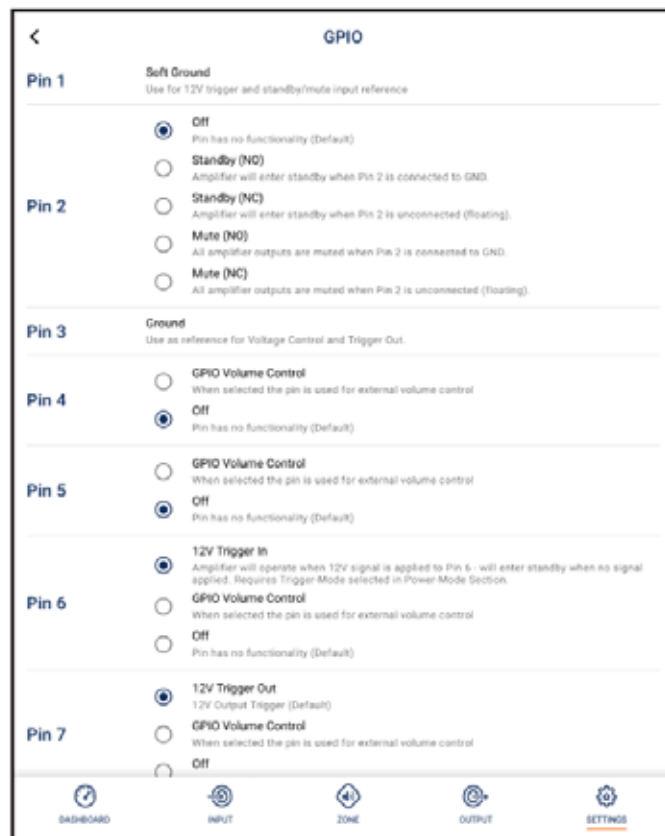 GPIO
Pin 1
Soft Ground
Use for 12V trigger and standby/mute input reference
Pin 2
Off
Pin has no functionality (Default)
Standby (NO)
Amplifier will enter standby when Pin 2 is connected to GND.
Standby (NC)
Amplifier will enter standby when Pin 2 is unconnected (floating).
Mute (NO)
All amplifier outputs are muted when Pin 2 is connected to GND.
Mute (NC)
All amplifier outputs are muted when Pin 2 is unconnected (floating).
Pin 3
Ground
Use as reference for Voltage Control and Trigger Out.
Pin 4
GPIO Volume Control
When selected the pin is used for external volume control
Off
Pin has no functionality (Default)
Pin 5
GPIO Volume Control
When selected the pin is used for external volume control
Off
Pin has no functionality (Default)
Pin 6
12V Trigger In
Amplifier will operate when 12V signal is applied to Pin 6 - will enter standby when no signal
applied. Requires Trigger-Mode selected in Power-Mode Section.
GPIO Volume Control
When selected the pin is used for external volume control
Off
Pin has no functionality (Default)
Pin 7
12V Trigger Out
12V Output Trigger (Default)
GPIO Volume Control
When selected the pin is used for external volume control
Off
DASHBOARD
INPUT
ZONE
OUTPUT
SETTINGS